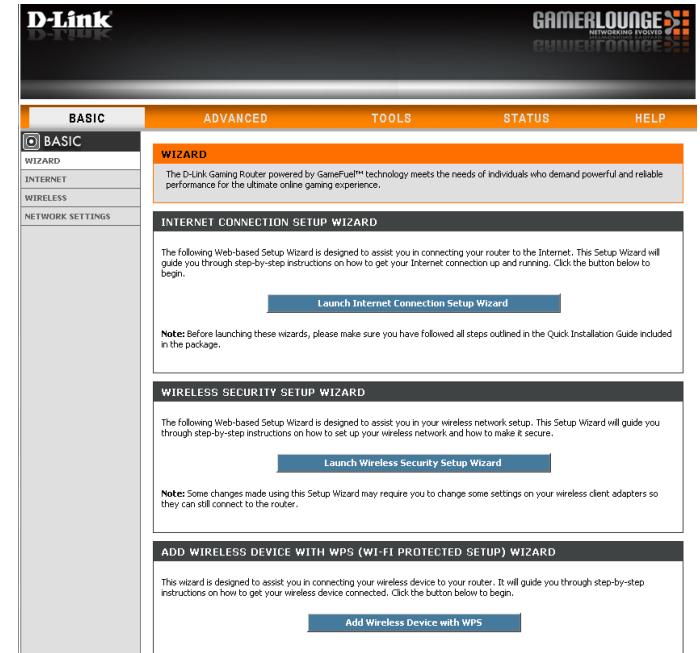 D-Link
GAMERLOUNGE
NETWORKING EVOLVED
BASIC ADVANCED TOOLS STATUS HELP
BASIC
WIZARD
INTERNET
WIRELESS
NETWORK SETTINGS
WIZARD
The D-Link Gaming Router powered by GameFuel™ technology meets the needs of individuals who demand powerful and reliable
performance for the ultimate online gaming experience.
INTERNET CONNECTION SETUP WIZARD
The following Web-based Setup Wizard is designed to assist you in connecting your router to the Internet. This Setup Wizard will
guide you through step-by-step instructions on how to get your Internet connection up and running. Click the button below to
begin.
Launch Internet Connection Setup Wizard
Note: Before launching these wizards, please make sure you have followed all steps outlined in the Quick Installation Guide included
in the package.
WIRELESS SECURITY SETUP WIZARD
The following Web-based Setup Wizard is designed to assist you in your wireless network setup. This Setup Wizard will guide you
through step-by-step instructions on how to set up your wireless network and how to make it secure.
Launch Wireless Security Setup Wizard
Note: Some changes made using this Setup Wizard may require you to change some settings on your wireless client adapters so
they can still connect to the router.
ADD WIRELESS DEVICE WITH WPS (WI-FI PROTECTED SETUP) WIZARD
This wizard is designed to assist you in connecting your wireless device to your router. It will guide you through step-by-step
instructions on how to get your wireless device connected. Click the button below to begin.
Add Wireless Device with WPS